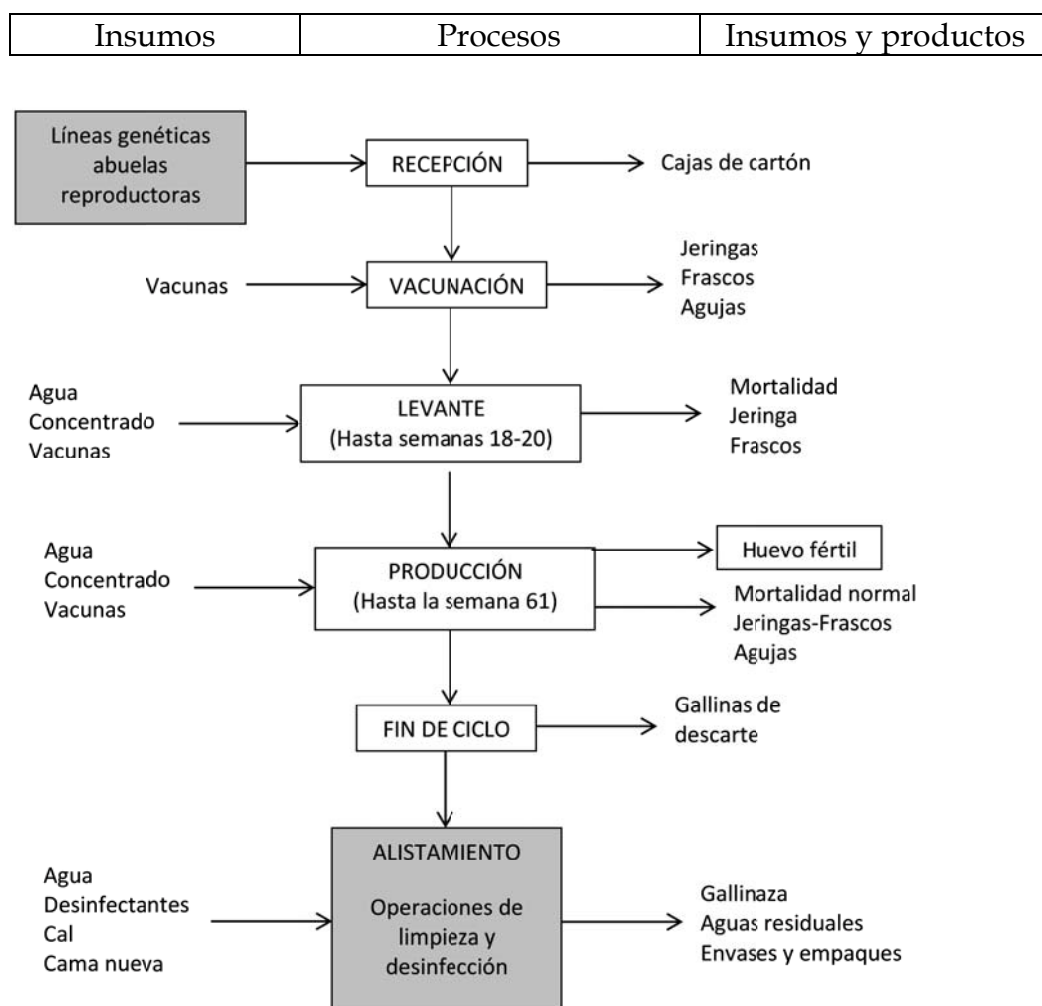 Insumos Procesos Insumos y productos
Líneas genéticas
abuelas
reproductoras
RECEPCIÓN
Cajas de cartón
Vacunas
VACUNACIÓN
Jeringas
Frascos
Agujas
Agua
Concentrado
Vacunas
LEVANTE
(Hasta semanas 18-20)
Mortalidad
Jeringa
Frascos
Agua
Concentrado
Vacunas
PRODUCCIÓN
(Hasta la semana 61)
Huevo fértil
Mortalidad normal
Jeringas-Frascos
Agujas
FIN DE CICLO
Gallinas de
descarte
Agua
Desinfectantes
Cal
Cama nueva
ALISTAMIENTO
Operaciones de
limpieza y
desinfección
Gallinaza
Aguas residuales
Envases y empaques